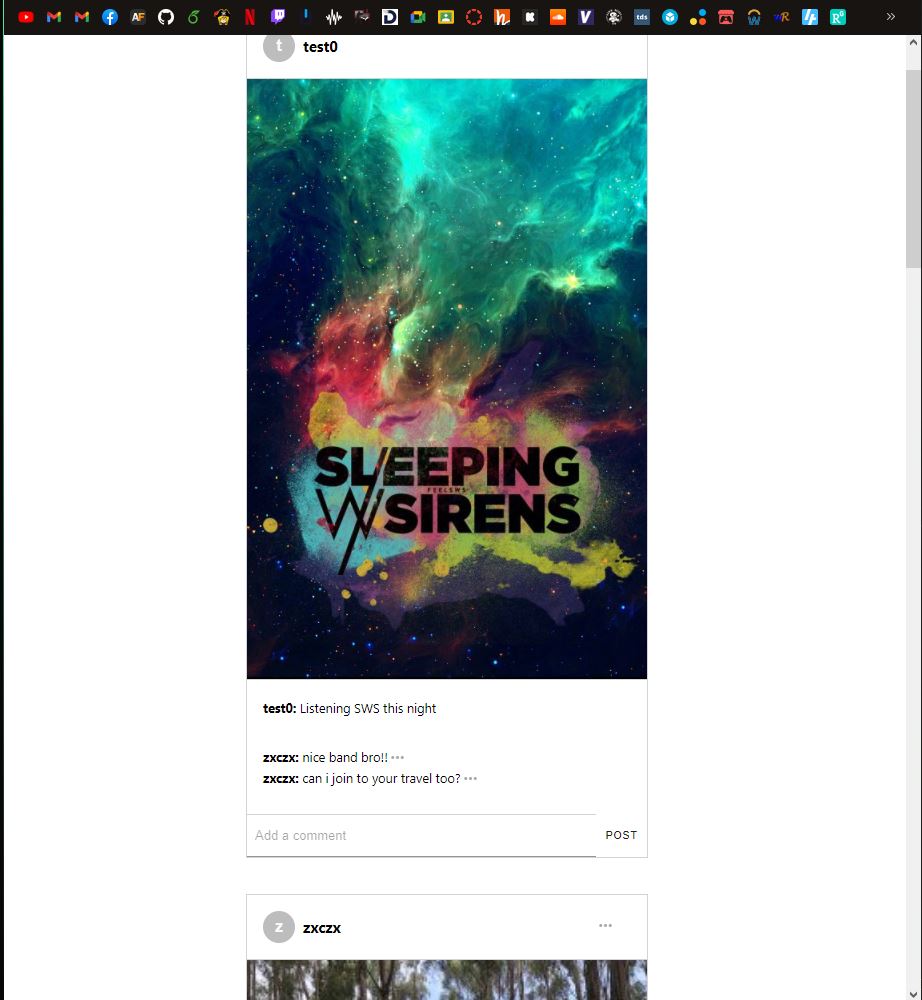 AF
tds
t
test0
SLEEPING
FEELSWS
SIRENS
test0: Listening SWS this night
zxczx: nice band bro!! •••
zxczx: can i join to your travel too? •••
Add a comment
POST
z
zxczx